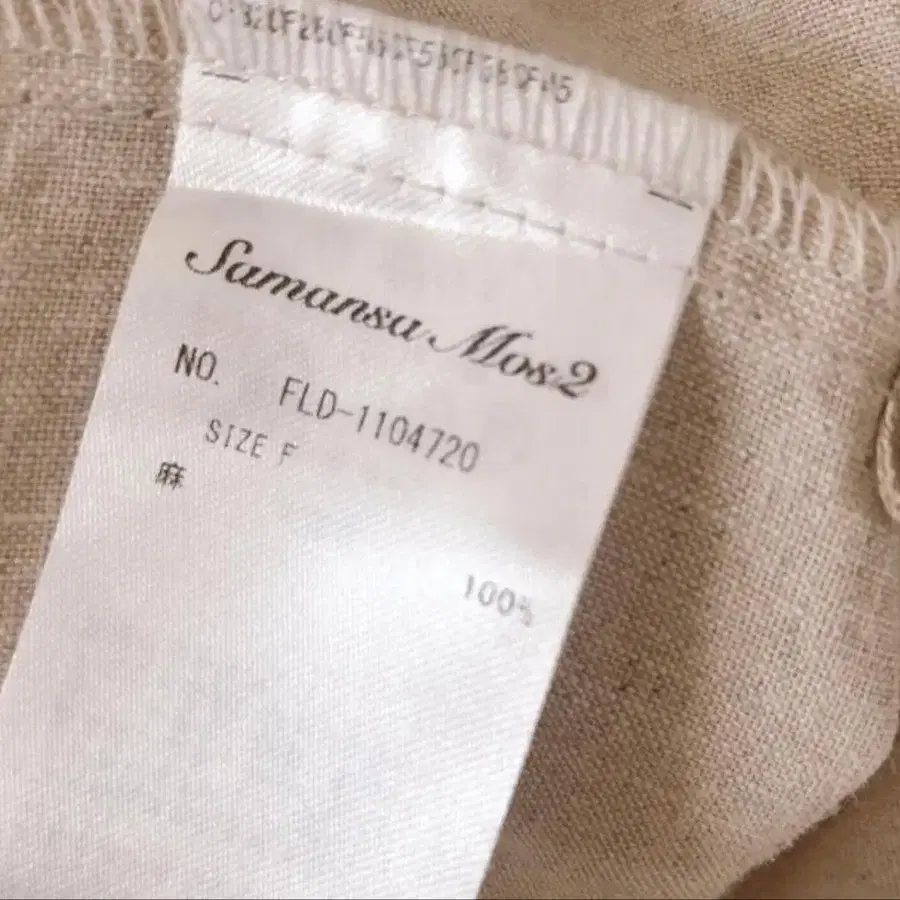 Samansa Mos2
NO. FLD-1104720
SIZE F
麻
100%